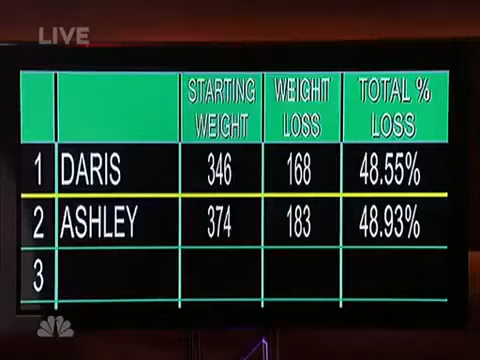 LIVE
STARTING WEIGHT WEIGHT LOSS TOTAL % LOSS
1 DARIS 346 168 48.55%
2 ASHLEY 374 183 48.93%
3